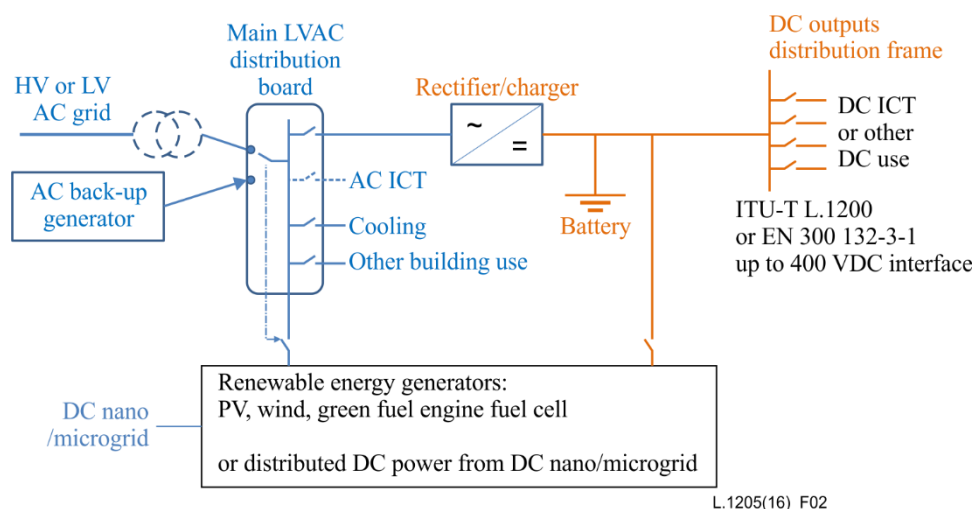 Main LVAC
distribution
board
HV or LV
AC grid
AC back-up
generator
AC ICT
Cooling
Other building use
Rectifier/charger
~
=
Battery
DC outputs
distribution frame
DC ICT
or other
DC use
ITU-T L.1200
or EN 300 132-3-1
up to 400 VDC interface
DC nano
/microgrid
Renewable energy generators:
PV, wind, green fuel engine fuel cell
or distributed DC power from DC nano/microgrid
L.1205(16)_F02